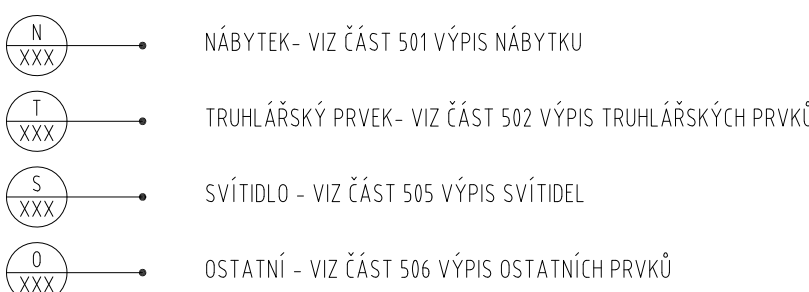 N
XXX
NÁBYTEK- VIZ ČÁST 501 VÝPIS NÁBYTKU
T
XXX
TRUHLÁŘSKÝ PRVEK- VIZ ČÁST 502 VÝPIS TRUHLÁŘSKÝCH PRVKŮ
S
XXX
SVÍTIDLO - VIZ ČÁST 505 VÝPIS SVÍTIDEL
O
XXX
OSTATNÍ - VIZ ČÁST 506 VÝPIS OSTATNÍCH PRVKŮ